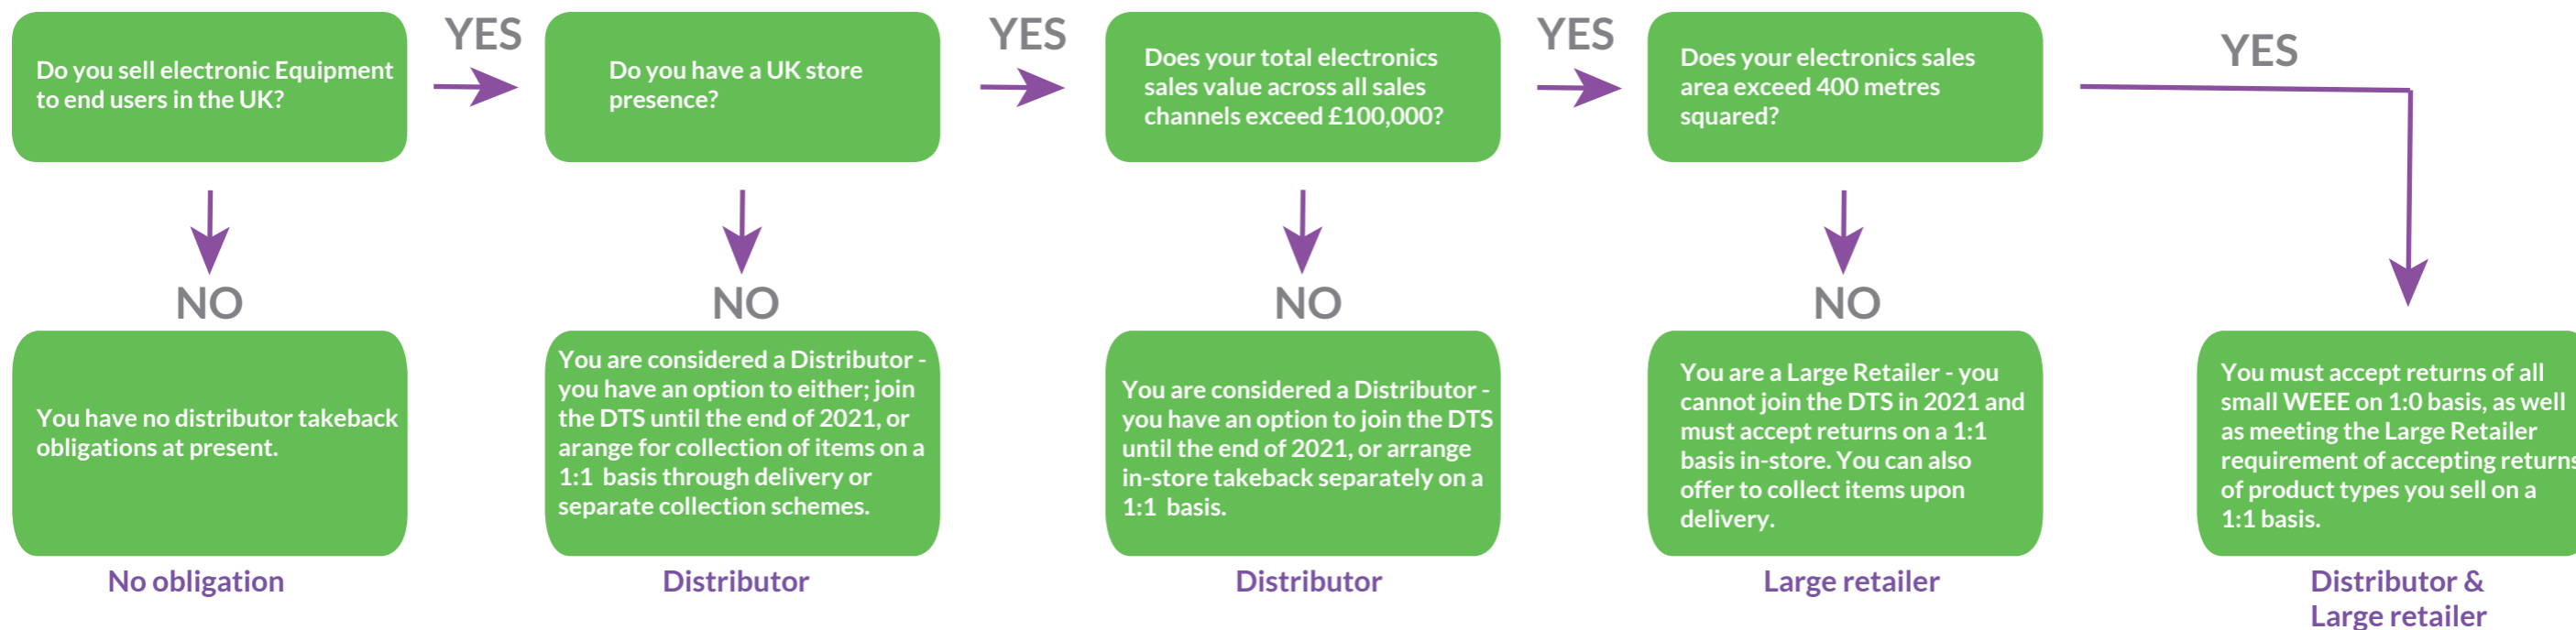 YES
YES
YES
YES
Do you sell electronic Equipment
to end users in the UK?
Do you have a UK store
presence?
Does your total electronics
sales value across all sales
channels exceed £100,000?
Does your electronics sales
area exceed 400 metres
squared?
NO
NO
NO
NO
You have no distributor takeback
obligations at present.
You are considered a Distributor -
you have an option to either; join
the DTS until the end of 2021, or
arange for collection of items on a
1:1 basis through delivery or
separate collection schemes.
You are considered a Distributor -
you have an option to join the DTS
until the end of 2021, or arrange
in-store takeback separately on a
1:1 basis.
You are a Large Retailer - you
cannot join the DTS in 2021 and
must accept returns on a 1:1
basis in-store. You can also
offer to collect items upon
delivery.
You must accept returns of all
small WEEE on 1:0 basis, as well
as meeting the Large Retailer
requirement of accepting returns
of product types you sell on a
1:1 basis.
No obligation
Distributor
Distributor
Large retailer
Distributor &
Large retailer